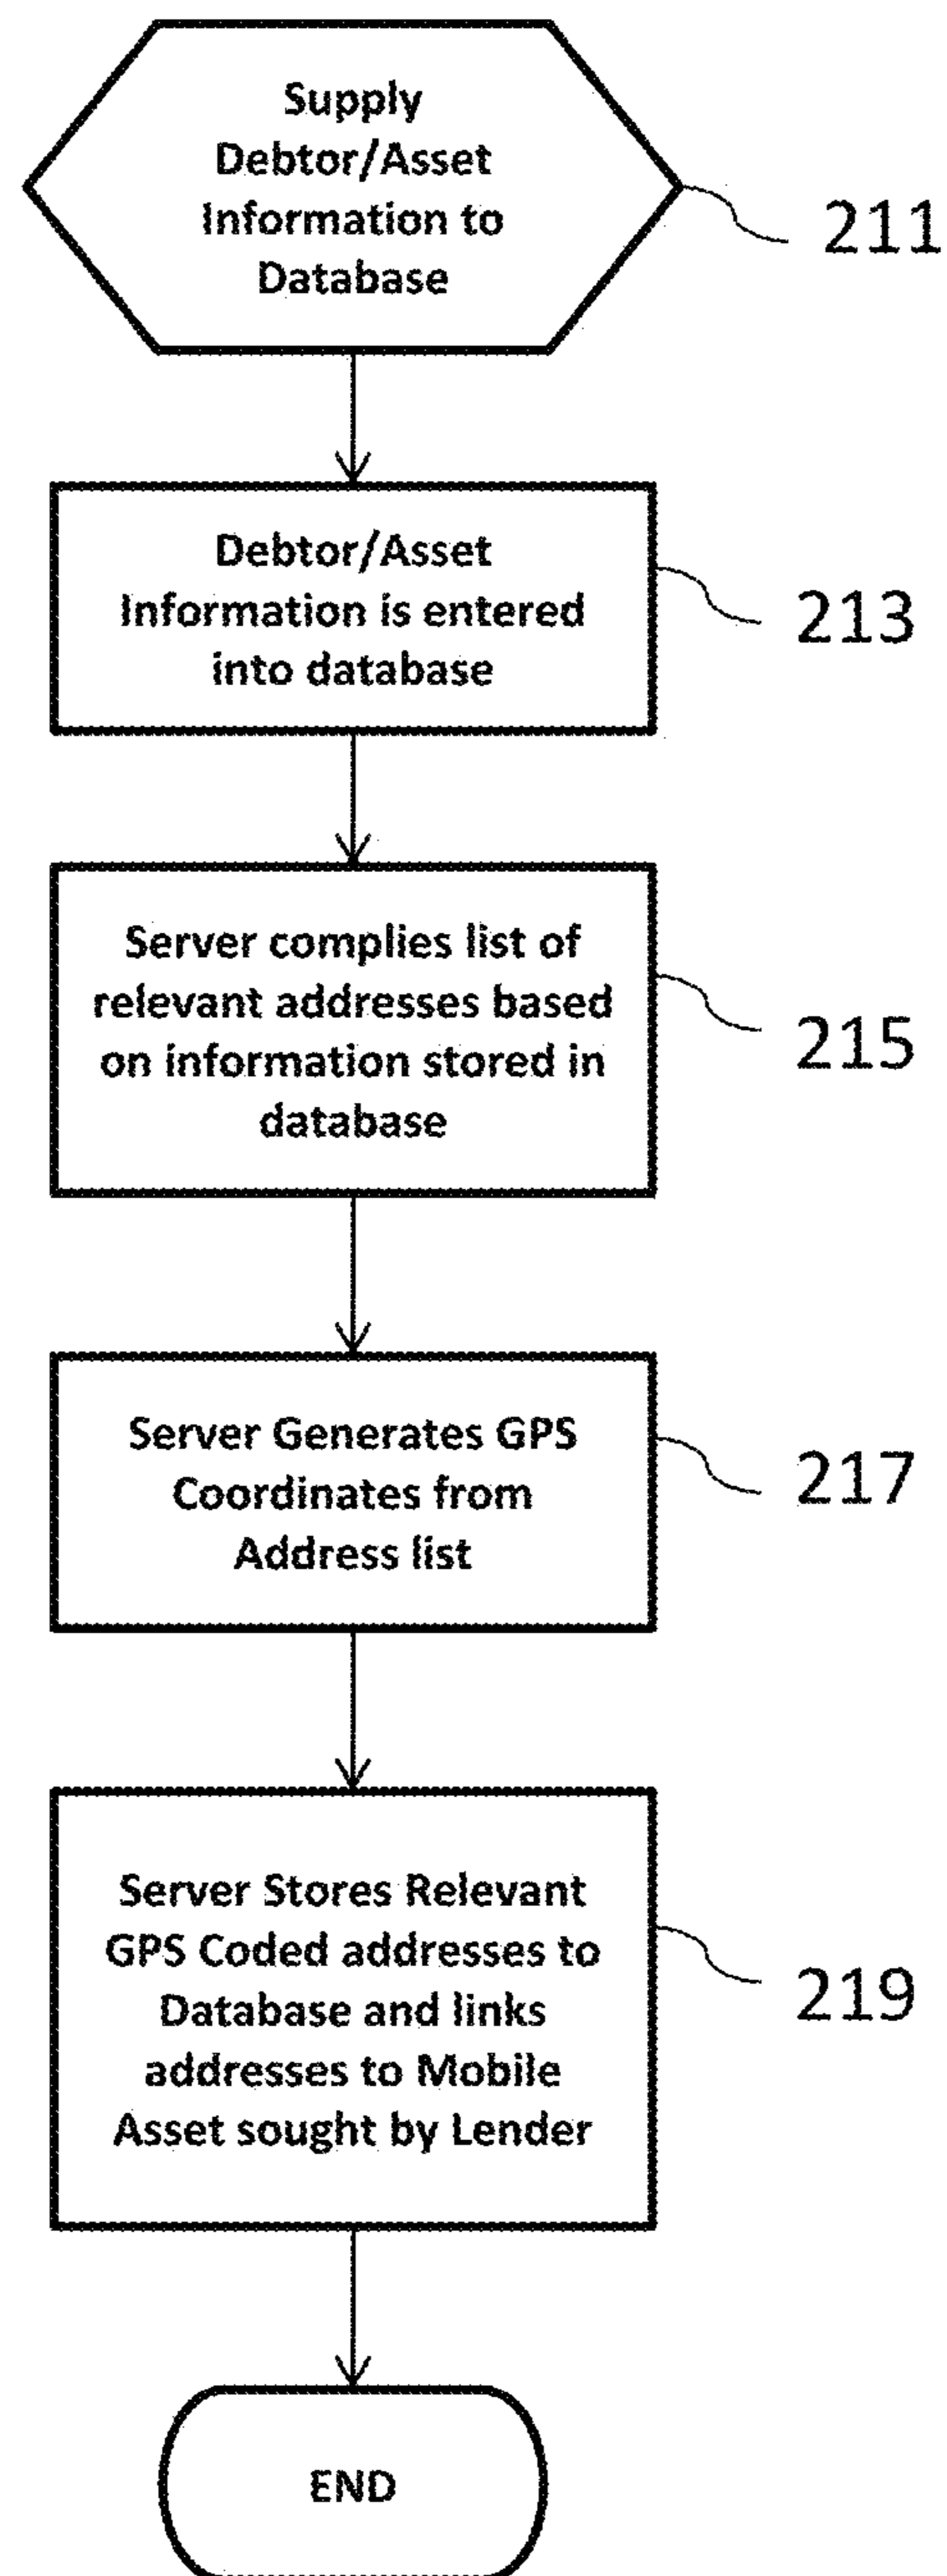 Supply
Debtor/Asset
Information to
Database
211
Debtor/Asset
Information is entered
into database
213
Server complies list of
relevant addresses based
on information stored in
database
215
Server Generates GPS
Coordinates from
Address list
217
Server Stores Relevant
GPS Coded addresses to
Database and links
addresses to Mobile
Asset sought by Lender
219
END